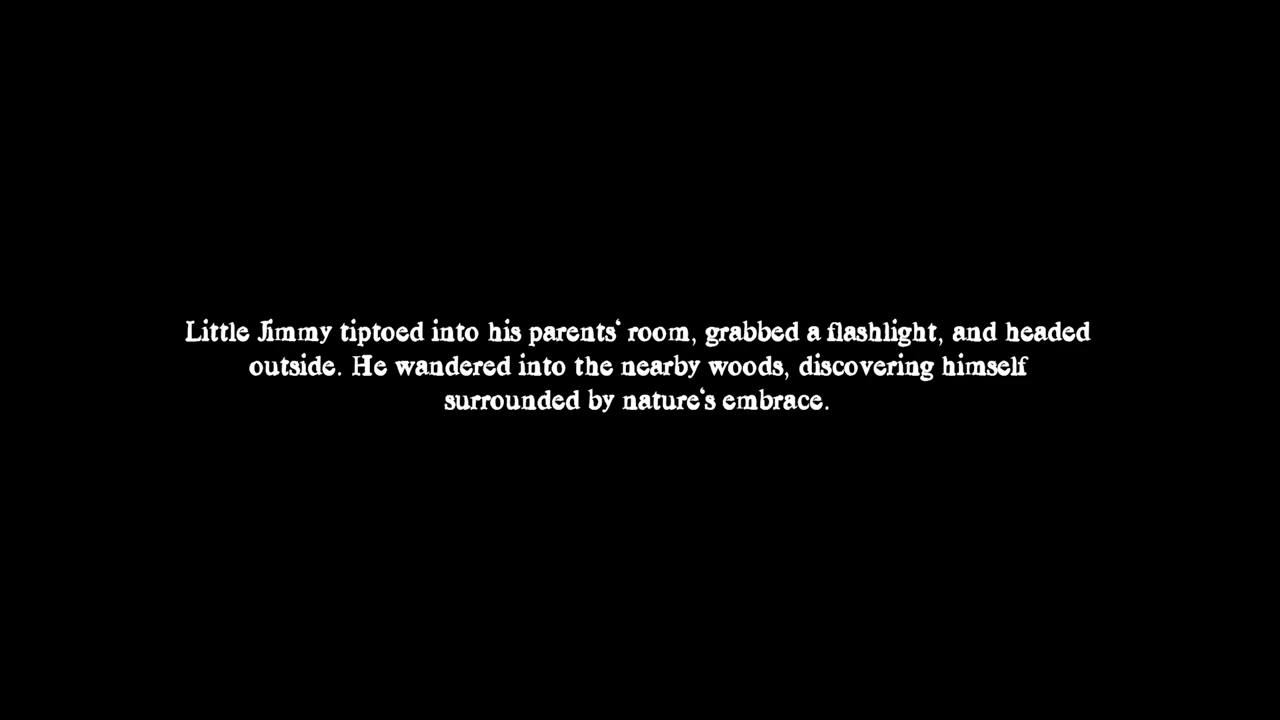 Little Jimmy tiptoed into his parents‘ room, grabbed a flashlight, and headed
outside. He wandered into the nearby woods, discovering himself
surrounded by nature‘s embrace.